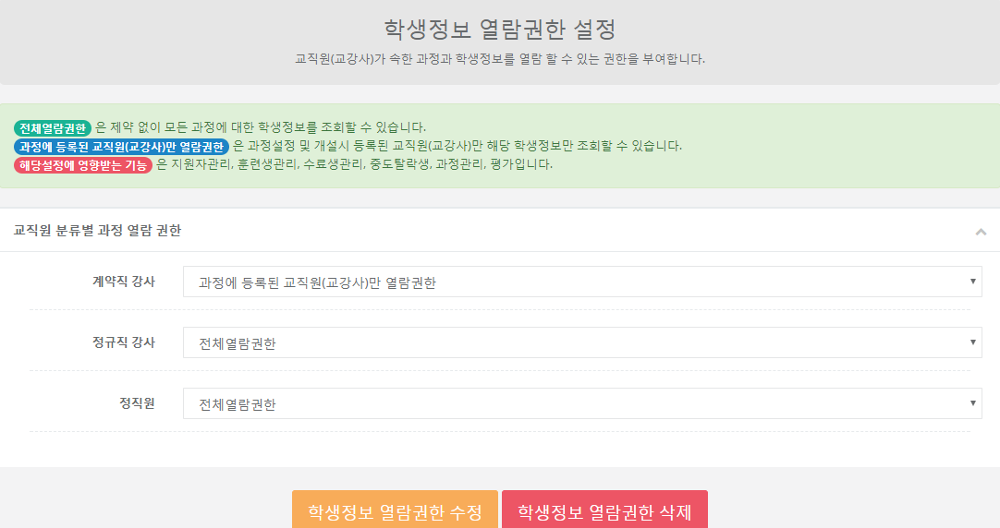 학생정보 열람권한 설정
교직원(교강사)가 속한 과정과 학생정보를 열람 할 수 있는 권한을 부여합니다.
전체열람권한 은 제약 없이 모든 과정에 대한 학생정보를 조회할 수 있습니다.
과정에 등록된 교직원(교강사)만 열람권한 은 과정설정 및 개설시 등록된 교직원(교강사)만 해당 학생정보만 조회할 수 있습니다.
해당설정에 영향받는 기능 은 지원자관리, 훈련생관리, 수료생관리, 중도탈락생, 과정관리, 평가입니다.
교직원 분류별 과정 열람 권한
계약직 강사 과정에 등록된 교직원(교강사)만 열람권한
정규직 강사 전체열람권한
정직원 전체열람권한
학생정보 열람권한 수정 학생정보 열람권한 삭제